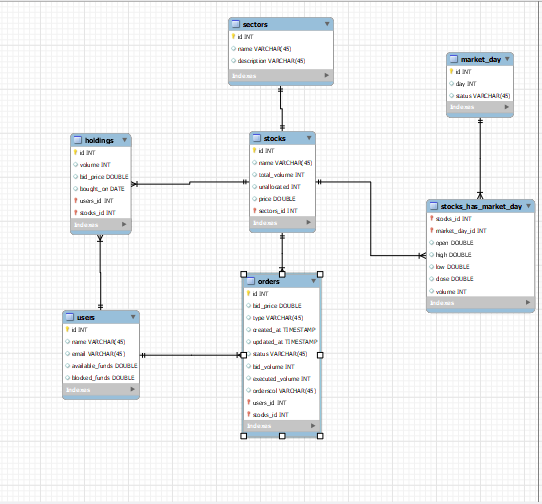 sectors
id INT
name VARCHAR(45)
description VARCHAR(45)
Indexes
market_day
id INT
day INT
status VARCHAR(45)
Indexes
holdings
id INT
volume INT
bid_price DOUBLE
bought_on DATE
users_id INT
stocks_id INT
Indexes
stocks
id INT
name VARCHAR(45)
total_volume INT
unallocated INT
price DOUBLE
sectors_id INT
Indexes
stocks_has_market_day
stocks_id INT
market_day_id INT
open DOUBLE
high DOUBLE
low DOUBLE
close DOUBLE
volume INT
Indexes
users
id INT
name VARCHAR(45)
email VARCHAR(45)
available_funds DOUBLE
blocked_funds DOUBLE
Indexes
orders
id INT
bid_price DOUBLE
type VARCHAR(45)
created_at TIMESTAMP
updated_at TIMESTAMP
status VARCHAR(45)
bid_volume INT
executed_volume INT
orderscol VARCHAR(45)
users_id INT
stocks_id INT
Indexes